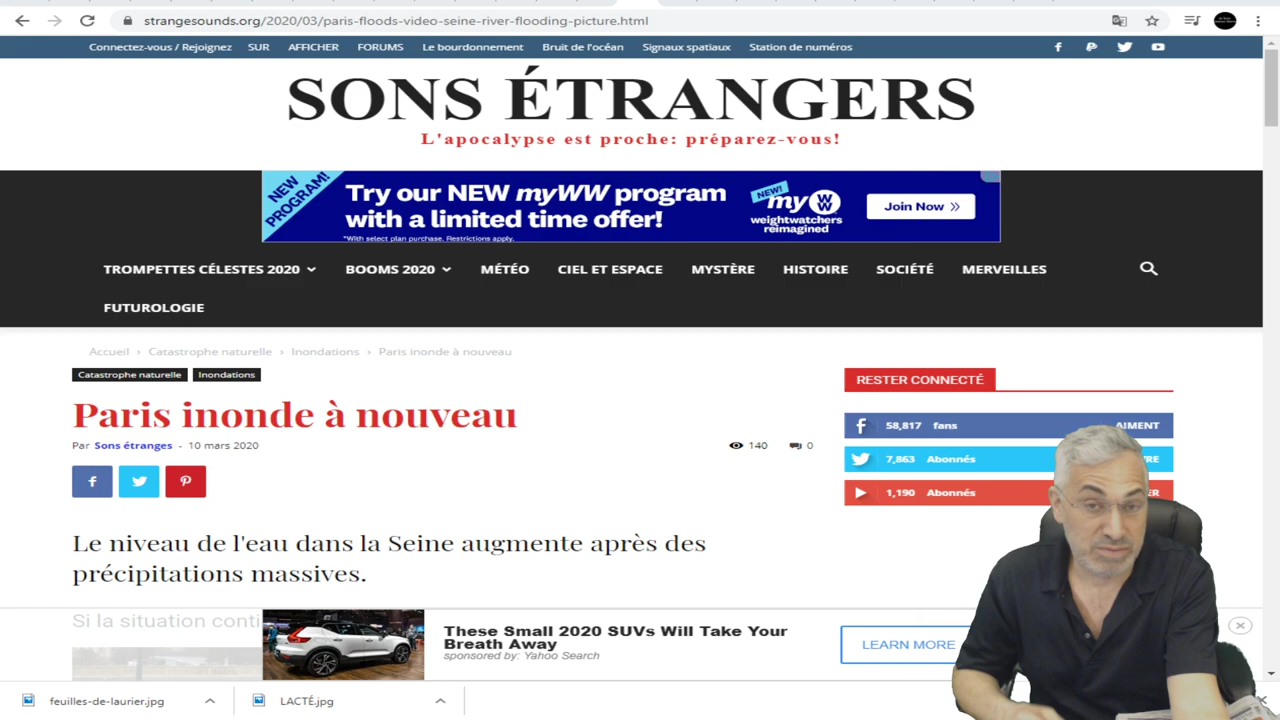 strangesounds.org/2020/03/paris-floods-video-seine-river-flooding-picture.html
Connectez-vous / Rejoignez SUR AFFICHER FORUMS Le bourdonnement Bruit de l'océan Signaux spatiaux Station de numéros
SONS ÉTRANGERS
L'apocalypse est proche: préparez-vous!
NEW PROGRAM!
Try our NEW myWW program
with a limited time offer!
*With select plan purchase. Restrictions apply.
NEW!
my WW
weightwatchers
reimagined
Join Now
TROMPETTES CÉLESTES 2020 BOOMS 2020 MÉTÉO CIEL ET ESPACE MYSTÈRE HISTOIRE SOCIÉTÉ MERVEILLES
FUTUROLOGIE
Accueil › Catastrophe naturelle › Inondations › Paris inonde à nouveau
Catastrophe naturelle Inondations
Paris inonde à nouveau
Par Sons étranges - 10 mars 2020 140 0
RESTER CONNECTÉ
58,817 fans AIMENT
7,863 Abonnés
1,190 Abonnés
Le niveau de l'eau dans la Seine augmente après des
précipitations massives.
Si la situation conti
These Small 2020 SUVs Will Take Your
Breath Away
sponsored by: Yahoo Search
LEARN MORE
feuilles-de-laurier.jpg LACTÉ.jpg